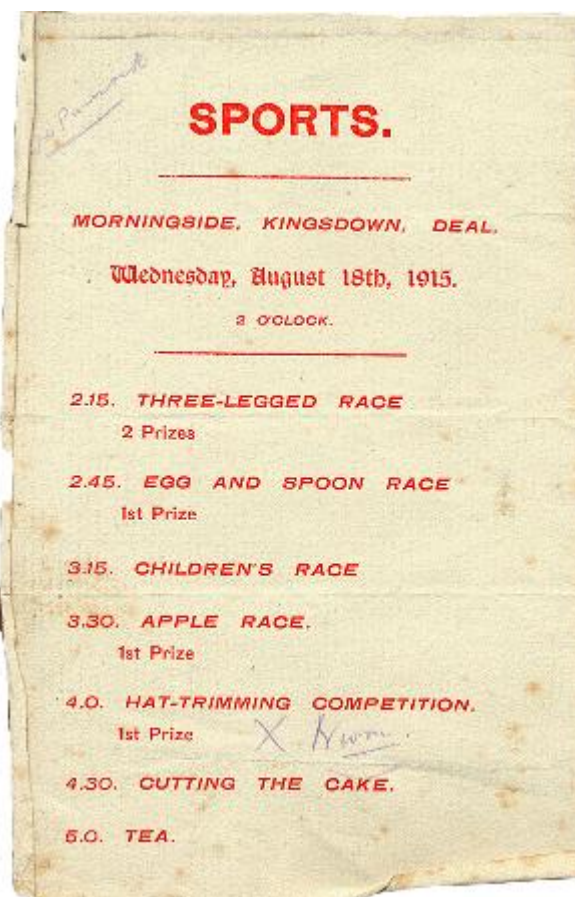 SPORTS.
MORNINGSIDE, KINGSDOWN, DEAL.
Wednesday, August 18th, 1915.
2 O'CLOCK.
2.15. THREE-LEGGED RACE
2 Prizes
2.45. EGG AND SPOON RACE
1st Prize
3.15. CHILDREN'S RACE
3.30. APPLE RACE.
1st Prize
4.0. HAT-TRIMMING COMPETITION.
1st Prize X
4.30. CUTTING THE CAKE.
5.0. TEA.